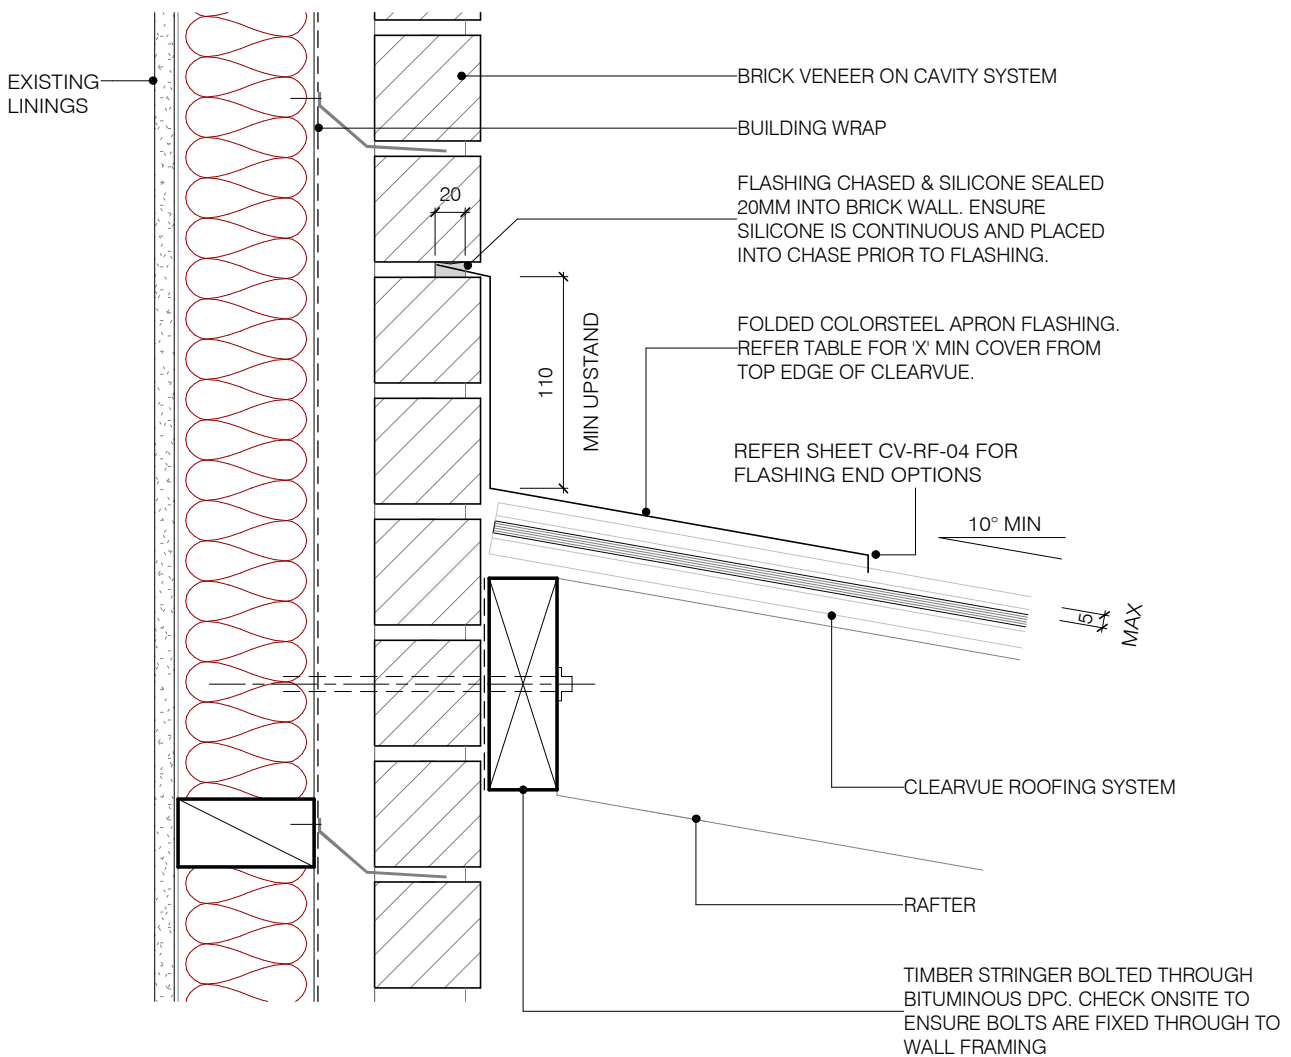 EXISTING
LININGS
BRICK VENEER ON CAVITY SYSTEM
BUILDING WRAP
FLASHING CHASED & SILICONE SEALED
20MM INTO BRICK WALL. ENSURE
SILICONE IS CONTINUOUS AND PLACED
INTO CHASE PRIOR TO FLASHING.
20
110
MIN UPSTAND
FOLDED COLORSTEEL APRON FLASHING.
REFER TABLE FOR 'X' MIN COVER FROM
TOP EDGE OF CLEARVUE.
REFER SHEET CV-RF-04 FOR
FLASHING END OPTIONS
10° MIN
5
MAX
CLEARVUE ROOFING SYSTEM
RAFTER
TIMBER STRINGER BOLTED THROUGH
BITUMINOUS DPC. CHECK ONSITE TO
ENSURE BOLTS ARE FIXED THROUGH TO
WALL FRAMING